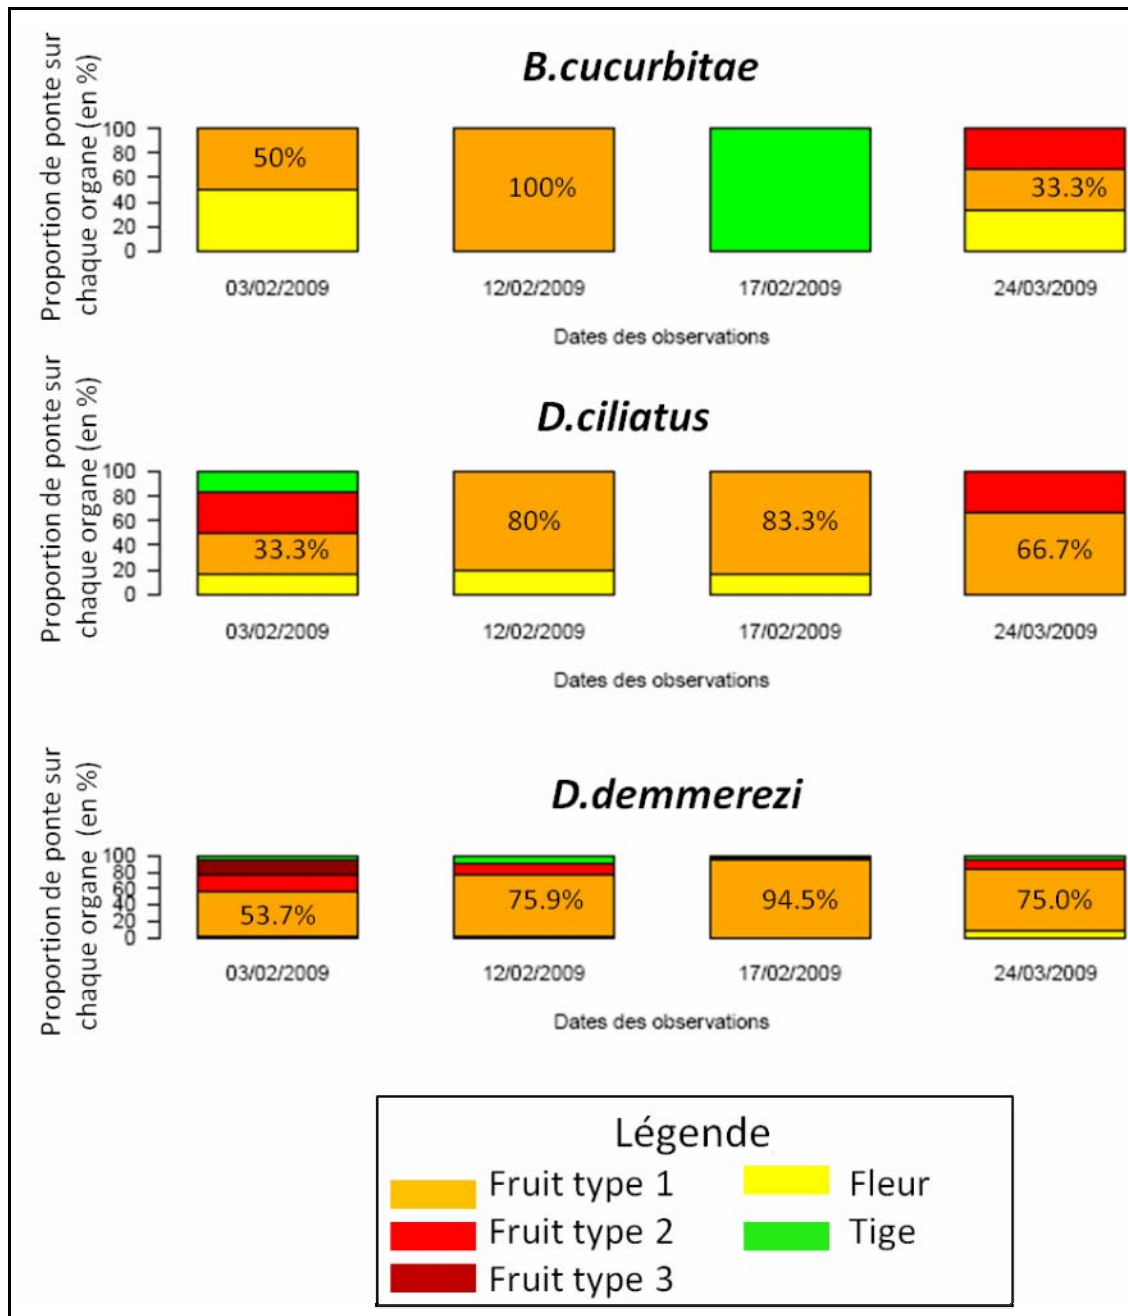 B.cucurbitae
Proportion de ponte sur
chaque organe (en %)
100
80
60
40
20
0
50%
100%
33.3%
03/02/2009
12/02/2009
17/02/2009
24/03/2009
Dates des observations
D.ciliatus
Proportion de ponte sur
chaque organe (en %)
100
80
60
40
20
0
33.3%
80%
83.3%
66.7%
03/02/2009
12/02/2009
17/02/2009
24/03/2009
Dates des observations
D.demmerezi
Proportion de ponte sur
chaque organe (en %)
100
80
60
40
20
0
53.7%
75.9%
94.5%
75.0%
03/02/2009
12/02/2009
17/02/2009
24/03/2009
Dates des observations
Légende
Fruit type 1
Fleur
Fruit type 2
Tige
Fruit type 3